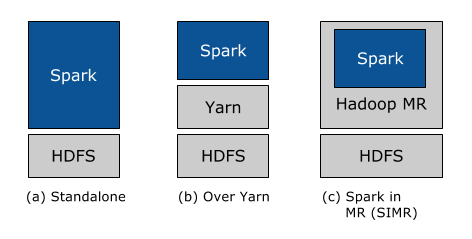 Spark
HDFS
(a) Standalone
Spark
Yarn
HDFS
(b) Over Yarn
Spark
Hadoop MR
HDFS
(c) Spark in
MR (SIMR)